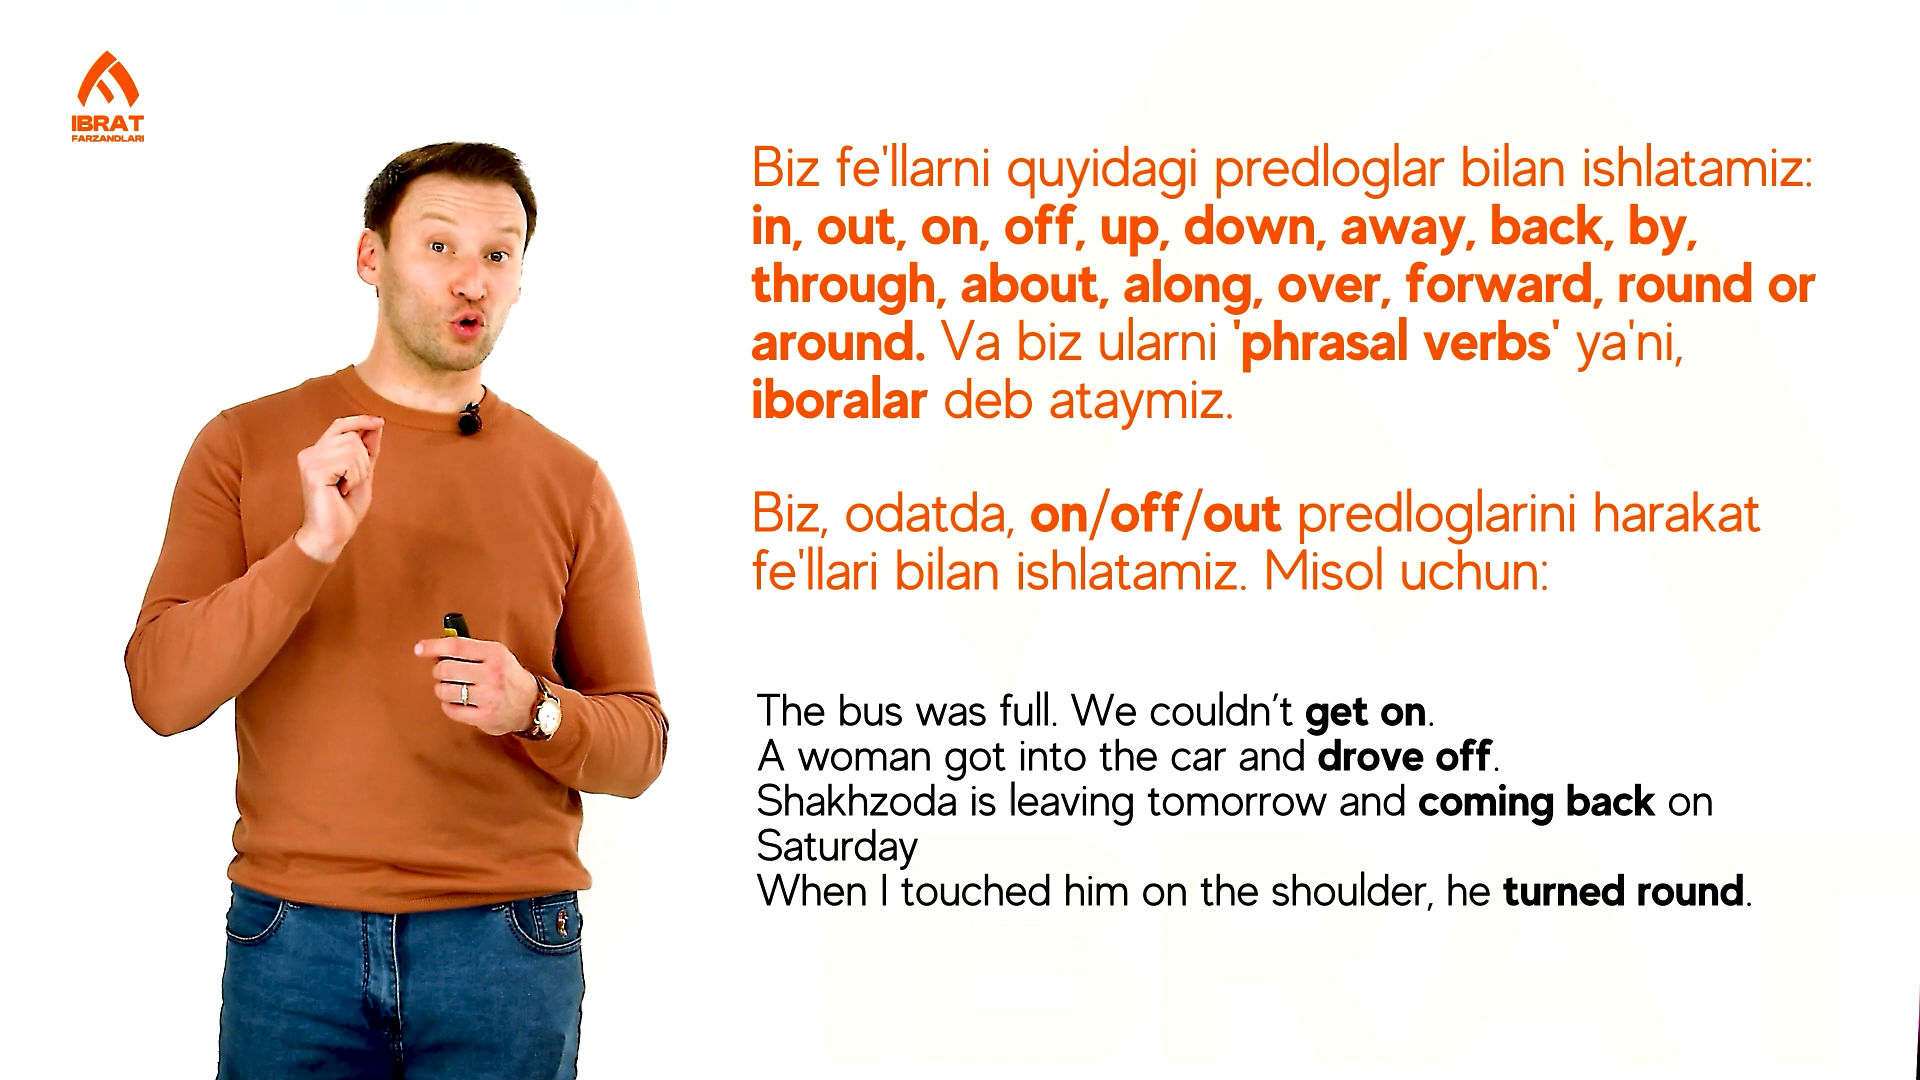 IBRAT
FARZANDLARI
Biz fe'llarni quyidagi predloglar bilan ishlatamiz:
in, out, on, off, up, down, away, back, by,
through, about, along, over, forward, round or
around. Va biz ularni 'phrasal verbs' ya'ni,
iboralar deb ataymiz.
Biz, odatda, on/off/out predloglarini harakat
fe'llari bilan ishlatamiz. Misol uchun:
The bus was full. We couldn’t get on.
A woman got into the car and drove off.
Shakhzoda is leaving tomorrow and coming back on
Saturday
When I touched him on the shoulder, he turned round.